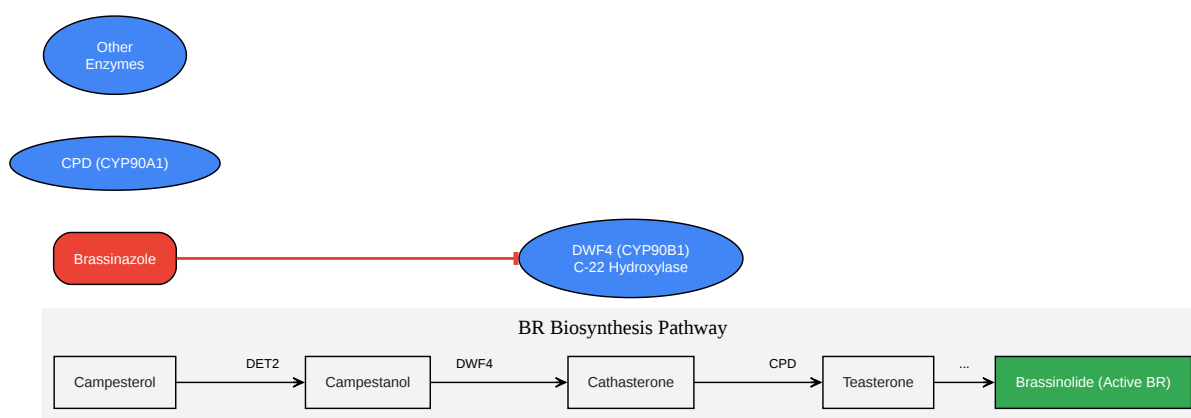 Other
Enzymes
CPD (CYP90A1)
Brassinazole
DWF4 (CYP90B1)
C-22 Hydroxylase
BR Biosynthesis Pathway
DET2
DWF4
CPD
...
Campesterol
Campestanol
Cathasterone
Teasterone
Brassinolide (Active BR)